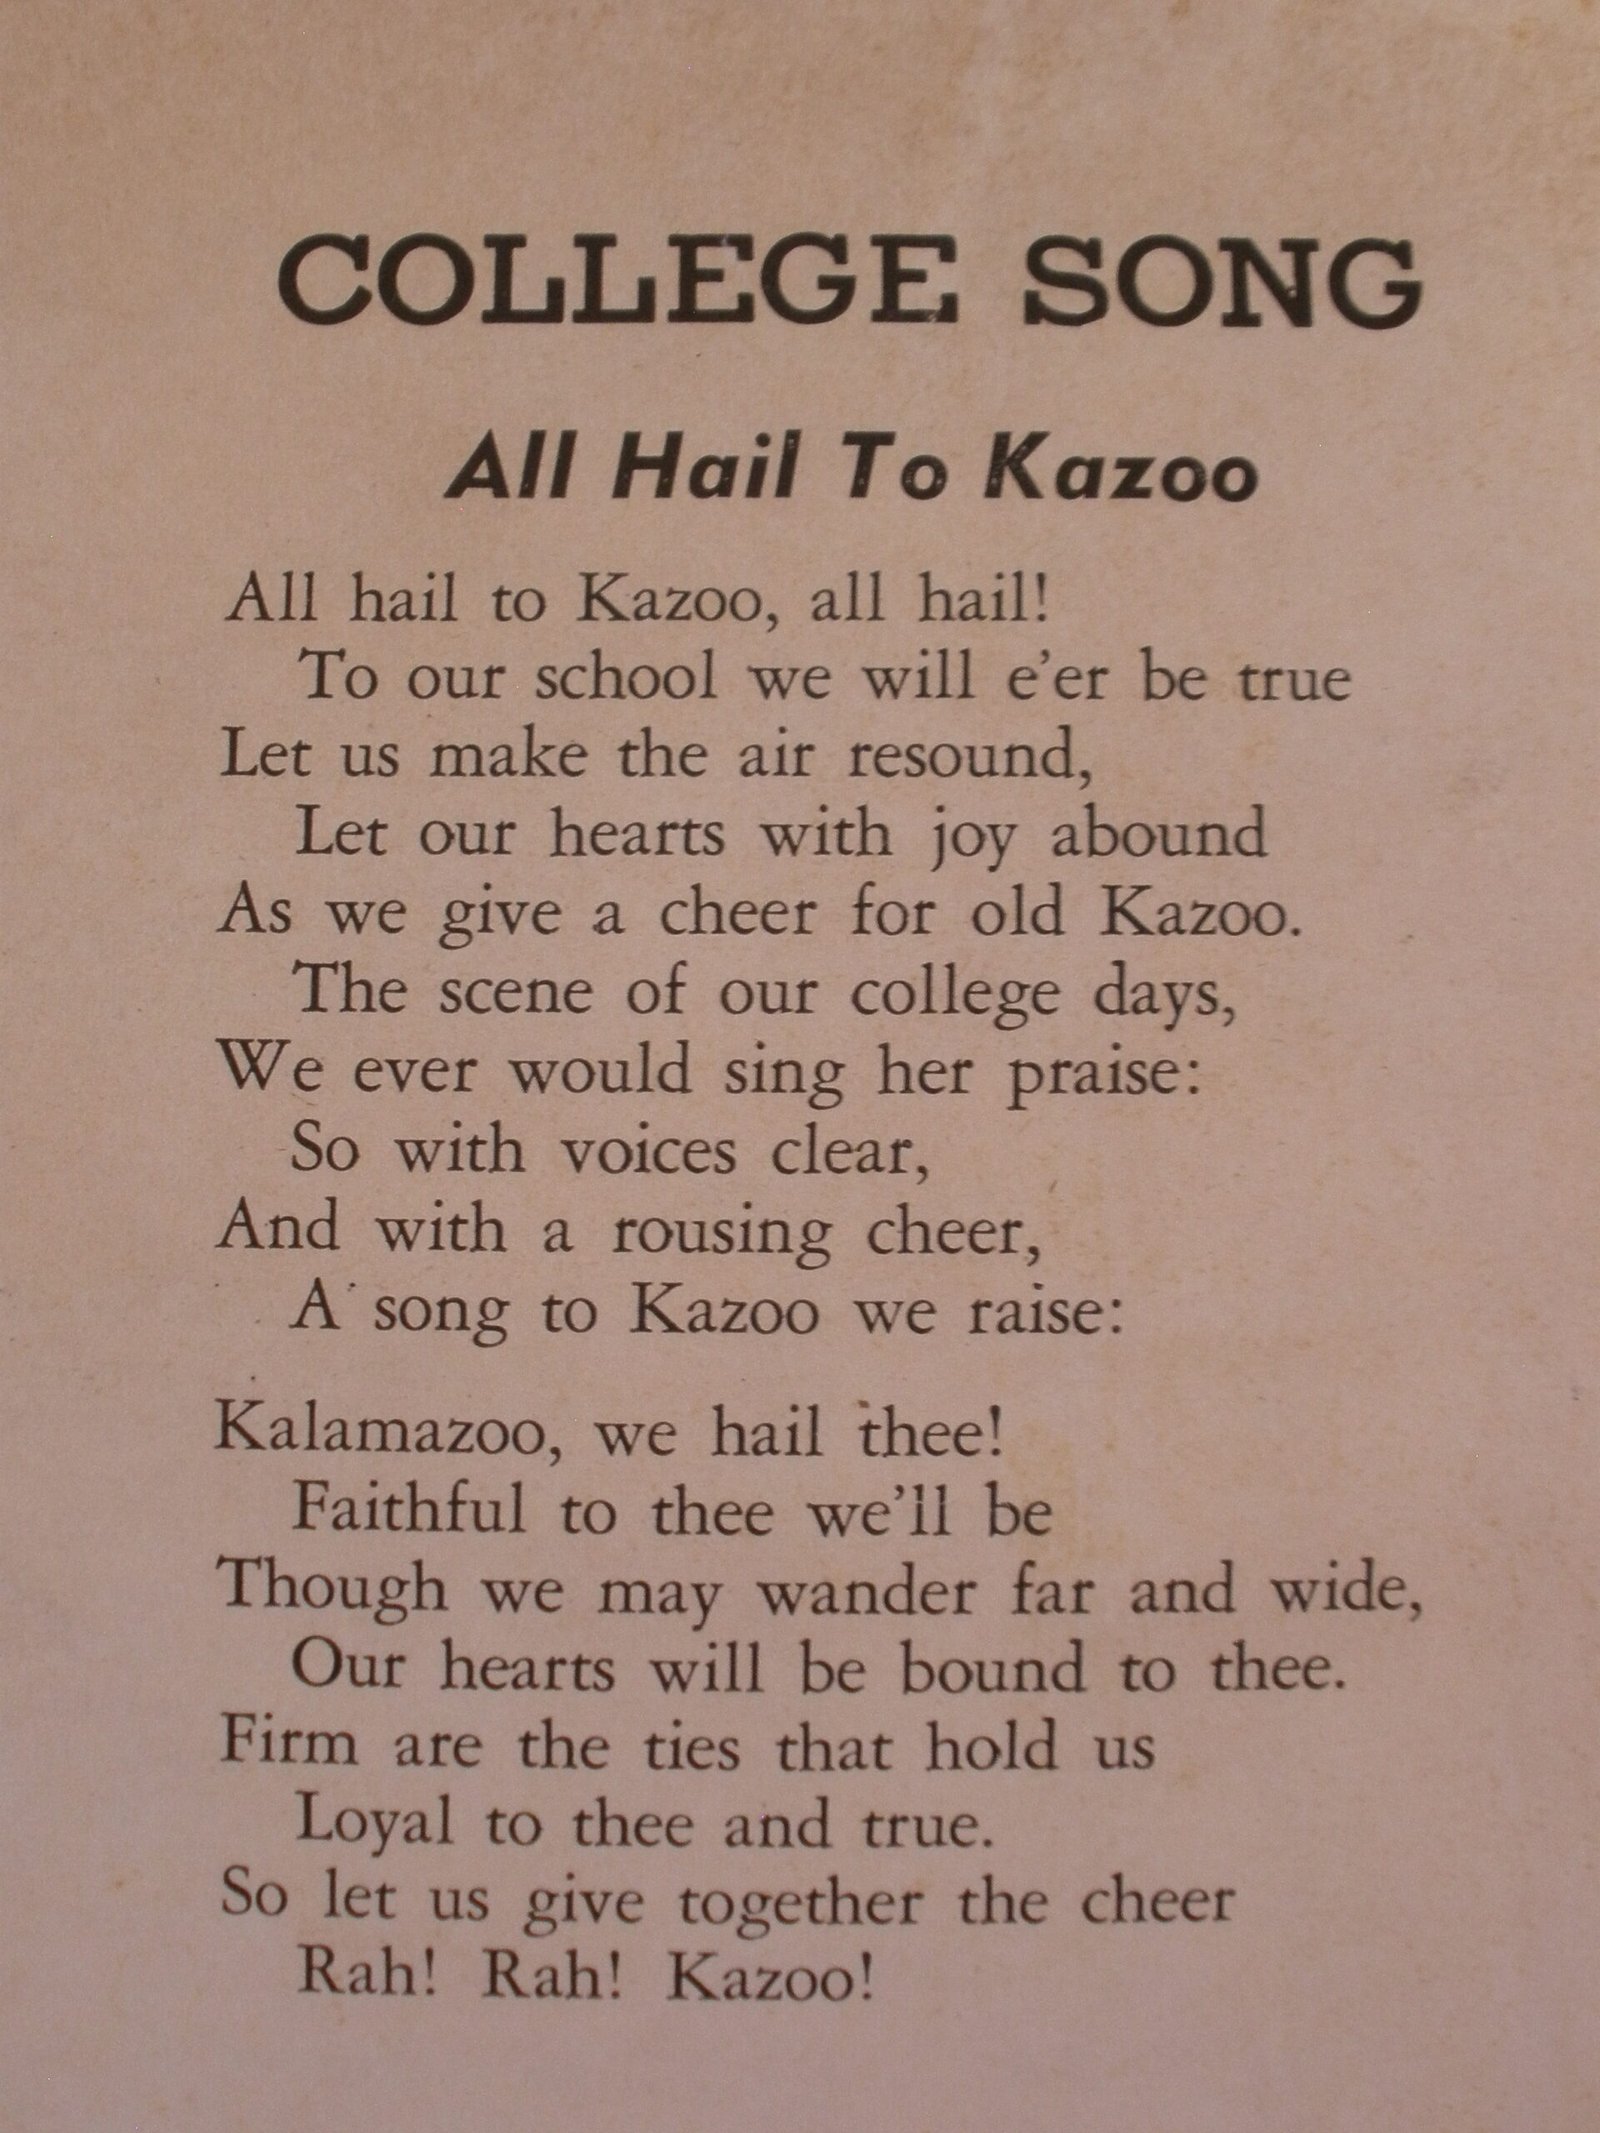 COLLEGE SONG
All Hail To Kazoo
All hail to Kazoo, all hail!
To our school we will e'er be true
Let us make the air resound,
Let our hearts with joy abound
As we give a cheer for old Kazoo.
The scene of our college days,
We ever would sing her praise:
So with voices clear,
And with a rousing cheer,
A song to Kazoo we raise:
Kalamazoo, we hail thee!
Faithful to thee we'll be
Though we may wander far and wide,
Our hearts will be bound to thee.
Firm are the ties that hold us
Loyal to thee and true.
So let us give together the cheer
Rah! Rah! Kazoo!